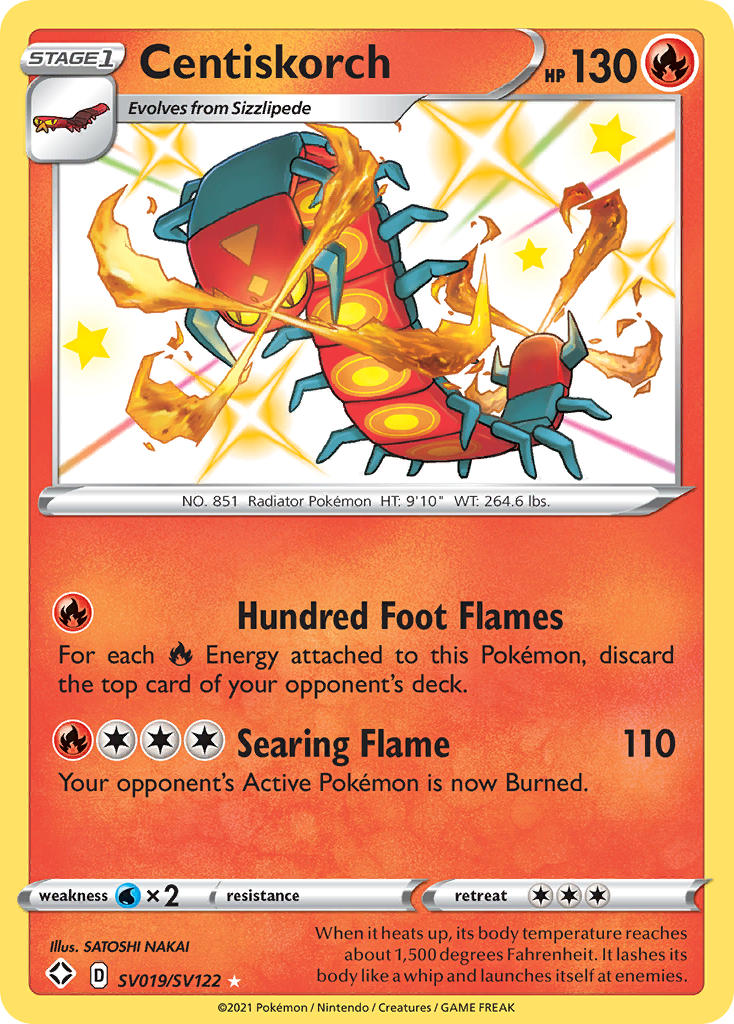 STAGE 1
Centiskorch
HP 130
Evolves from Sizzlipede
NO. 851 Radiator Pokémon HT: 9'10" WT: 264.6 lbs.
Hundred Foot Flames
For each Energy attached to this Pokémon, discard
the top card of your opponent's deck.
Searing Flame 110
Your opponent's Active Pokémon is now Burned.
weakness ×2 resistance retreat
Illus. SATOSHI NAKAI
When it heats up, its body temperature reaches
about 1,500 degrees Fahrenheit. It lashes its
body like a whip and launches itself at enemies.
D SV019/SV122
©2021 Pokémon / Nintendo / Creatures / GAME FREAK